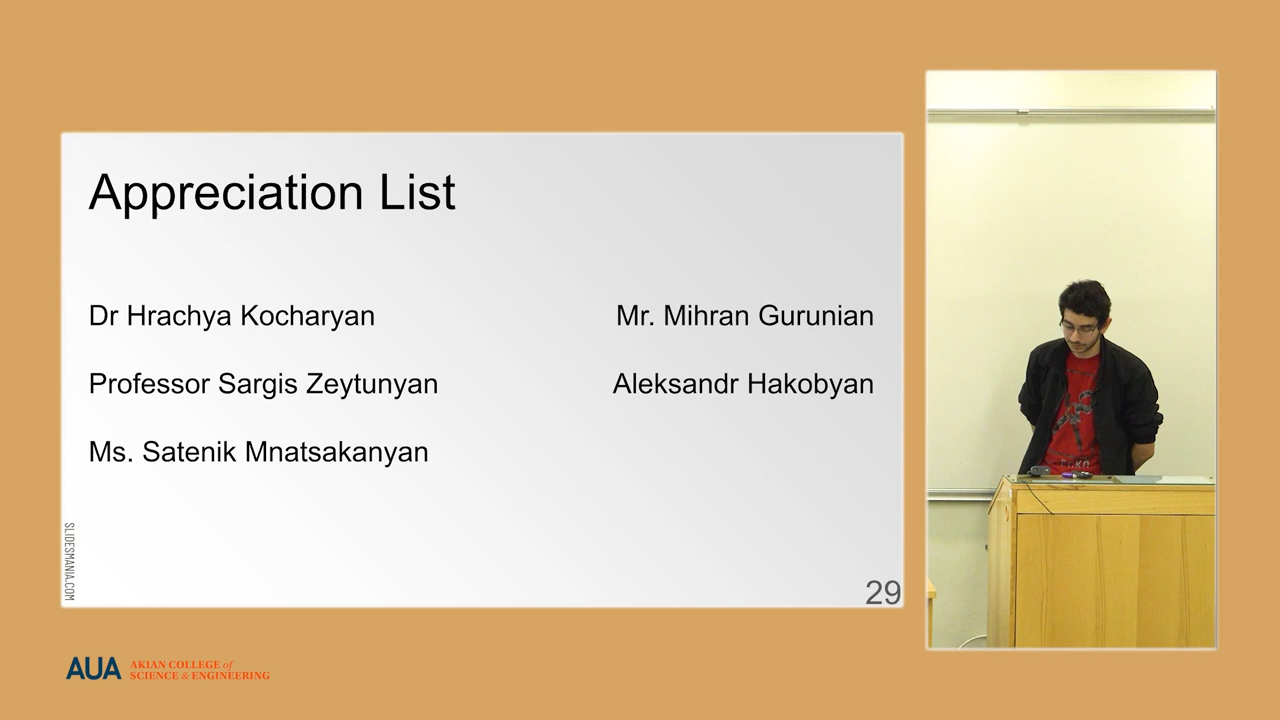 Appreciation List
Dr Hrachya Kocharyan
Mr. Mihran Gurunian
Professor Sargis Zeytunyan
Aleksandr Hakobyan
Ms. Satenik Mnatsakanyan
SLIDESMANIA.COM
29
AUA
AKIAN COLLEGE of
SCIENCE & ENGINEERING